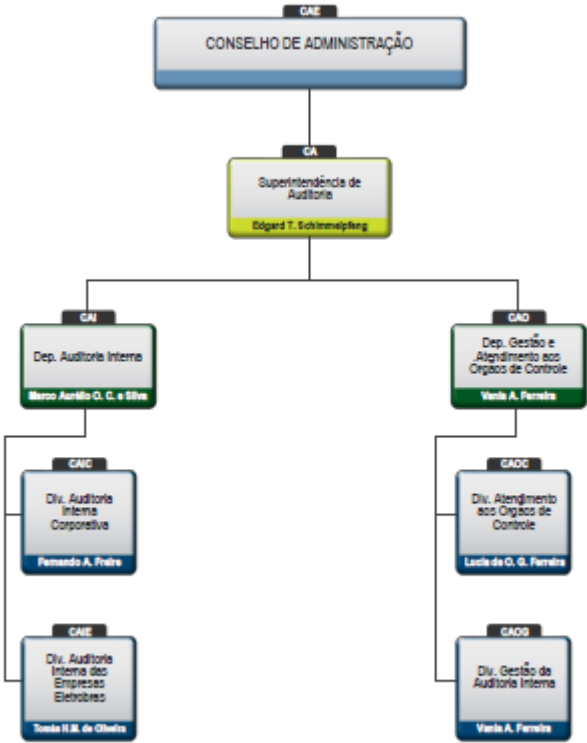 CAE
CONSELHO DE ADMINISTRAÇÃO
CA
Superintendência de
Auditoria
Edgard T. Schimmelpfeng
CAI
Dep. Auditoria Interna
Marco Aurélio O. C. e Silva
CAO
Dep. Gestão e
Atendimento aos
Orgãos de Controle
Vania A. Ferreira
CAIC
Div. Auditoria
Interna
Corporativa
Fernando A. Freire
CAOC
Div. Atendimento
aos Orgãos de
Controle
Lucia de O. G. Ferreira
CAIE
Div. Auditoria
Interna das
Empresas
Eletrobras
Tomás H.M. de Oliveira
CAOG
Div. Gestão da
Auditoria Interna
Vania A. Ferreira